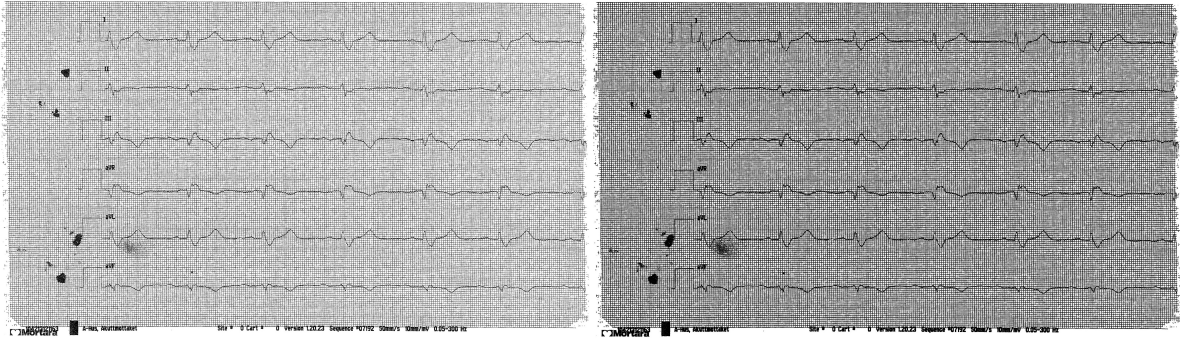 I
II
III
aVR
aVL
aVF
Mortara A-Hus, Akuttmottaket Site # 0 Cart # 0 Version 1.20.23 Sequence #07192 50mm/s 10mm/mv 0.05-300 Hz
I
II
III
aVR
aVL
aVF
Mortara A-Hus, Akuttmottaket Site # 0 Cart # 0 Version 1.20.23 Sequence #07192 50mm/s 10mm/mv 0.05-300 Hz